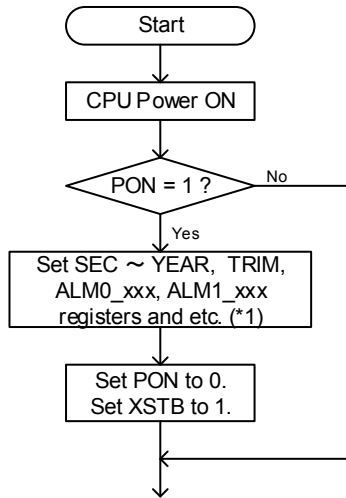 Start
CPU Power ON
PON = 1 ?
No
Yes
Set SEC ～ YEAR, TRIM,
ALM0_xxx, ALM1_xxx
registers and etc. (*1)
Set PON to 0.
Set XSTB to 1.